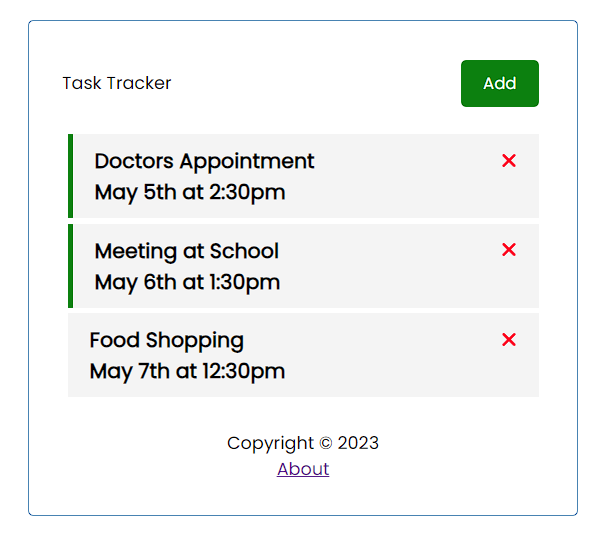 Task Tracker
Add
Doctors Appointment
May 5th at 2:30pm
Meeting at School
May 6th at 1:30pm
Food Shopping
May 7th at 12:30pm
Copyright © 2023
About